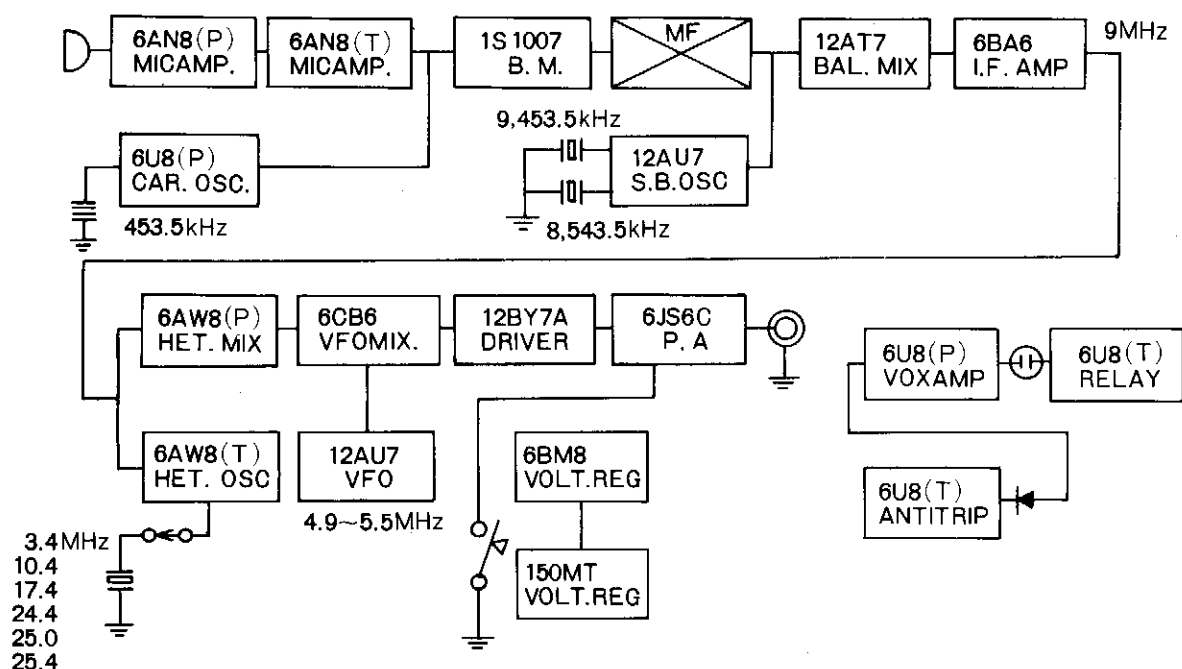 6AN8(P)
MICAMP.
6AN8(T)
MICAMP.
1S1007
B. M.
MF
12AT7
BAL. MIX
6BA6
I.F. AMP
9MHz
6U8(P)
CAR. OSC.
453.5kHz
9,453.5kHz
12AU7
S.B.OSC
8,543.5kHz
6AW8(P)
HET. MIX
6CB6
VFOMIX.
12BY7A
DRIVER
6JS6C
P. A
6U8(P)
VOXAMP
6U8(T)
RELAY
6AW8(T)
HET. OSC
12AU7
VFO
4.9~5.5MHz
6BM8
VOLT.REG
6U8(T)
ANTITRIP
150MT
VOLT.REG
3.4MHz
10.4
17.4
24.4
25.0
25.4